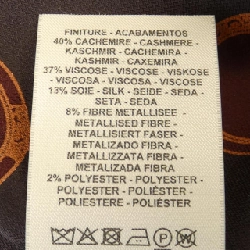 FINITURE - ACABAMENTOS
40% CACHEMIRE - CASHMERE -
KACHEMIR - CACHEMIR -
KASHMIR - CAXEMIRA
37% VISCOSE - VISCOSE - VISKOSE
- VISCOSA - VISCOSA - VISCOSE
13% SOIE - SILK - SEIDE - SEDA -
SETA - SEDA
8% FIBRE METALLISEE -
METALLISED FIBRE -
METALLISIERT FASER -
METALIZADO FIBRA -
METALLIZZATA FIBRA -
METALIZADA FIBRA
2% POLYESTER - POLYESTER -
POLYESTER - POLIÉSTER -
POLIESTERE - POLIÉSTER